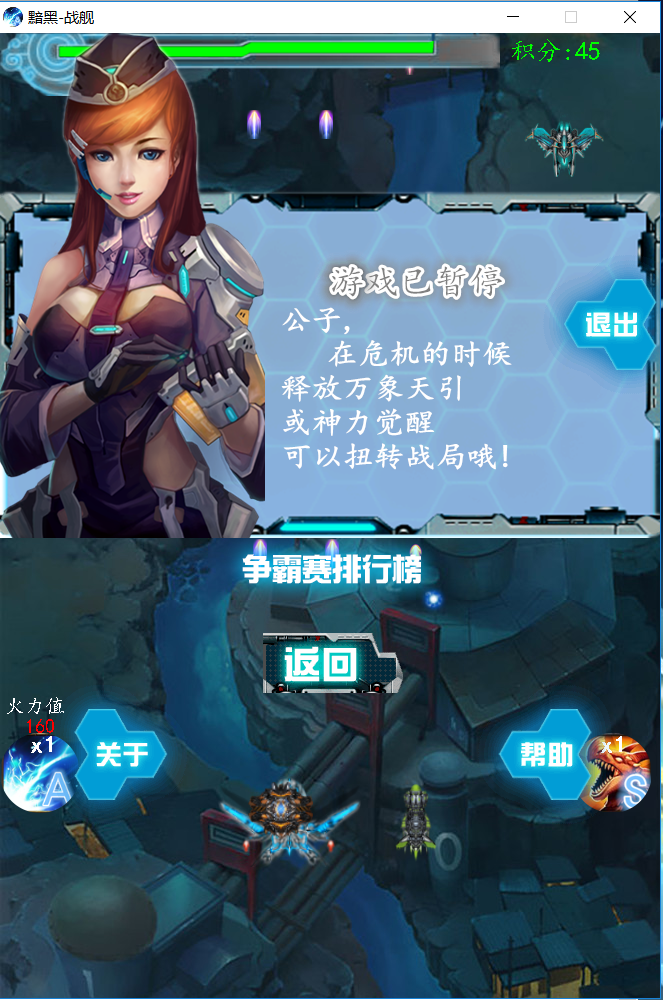 黯黑-战舰
积分:45
游戏已暂停
公子,
在危机的时候
释放万象天引
或神力觉醒
可以扭转战局哦!
退出
争霸赛排行榜
返回
火力值
160
x1
A
关于
帮助
x1
S